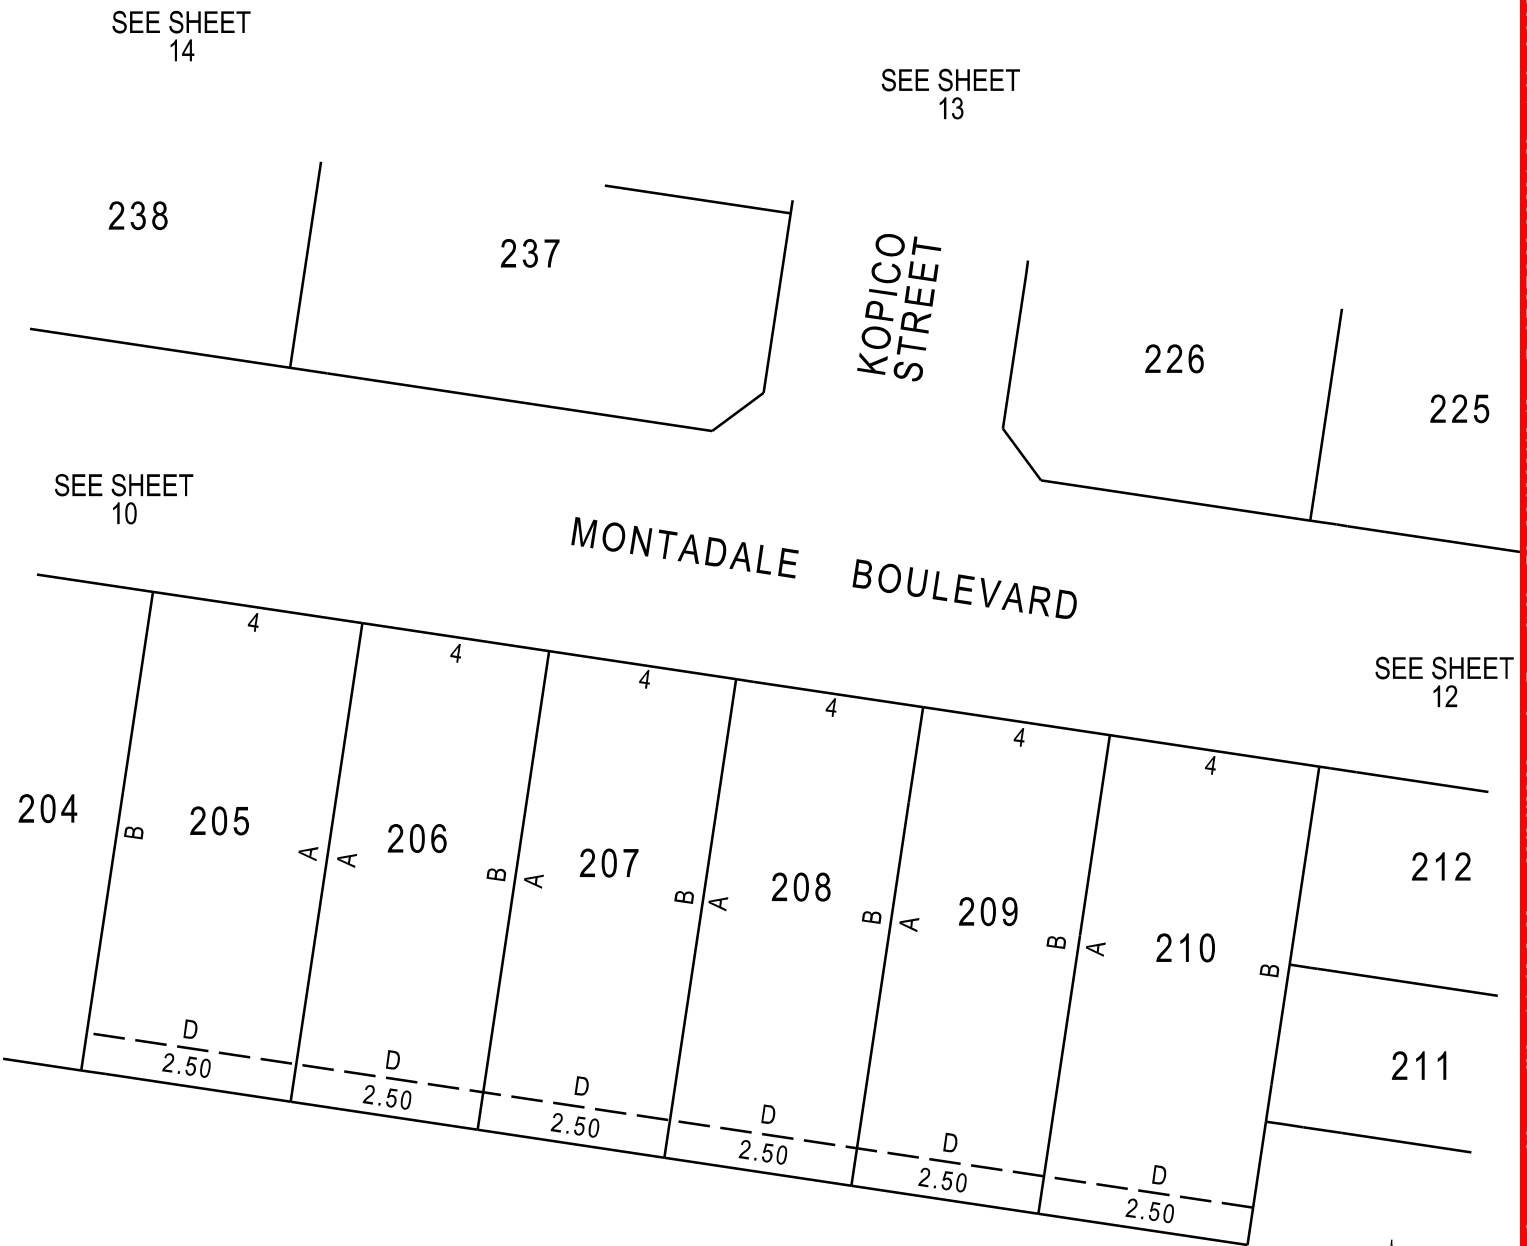 SEE SHEET
14
SEE SHEET
13
238
237
KOPICO
STREET
226
225
SEE SHEET
10
MONTADALE BOULEVARD
SEE SHEET
12
4
4
4
4
4
4
204
B
205
A
A
206
B
A
207
B
A
208
B
A
209
B
A
210
B
212
211
D
2.50
D
2.50
D
2.50
D
2.50
D
2.50
D
2.50